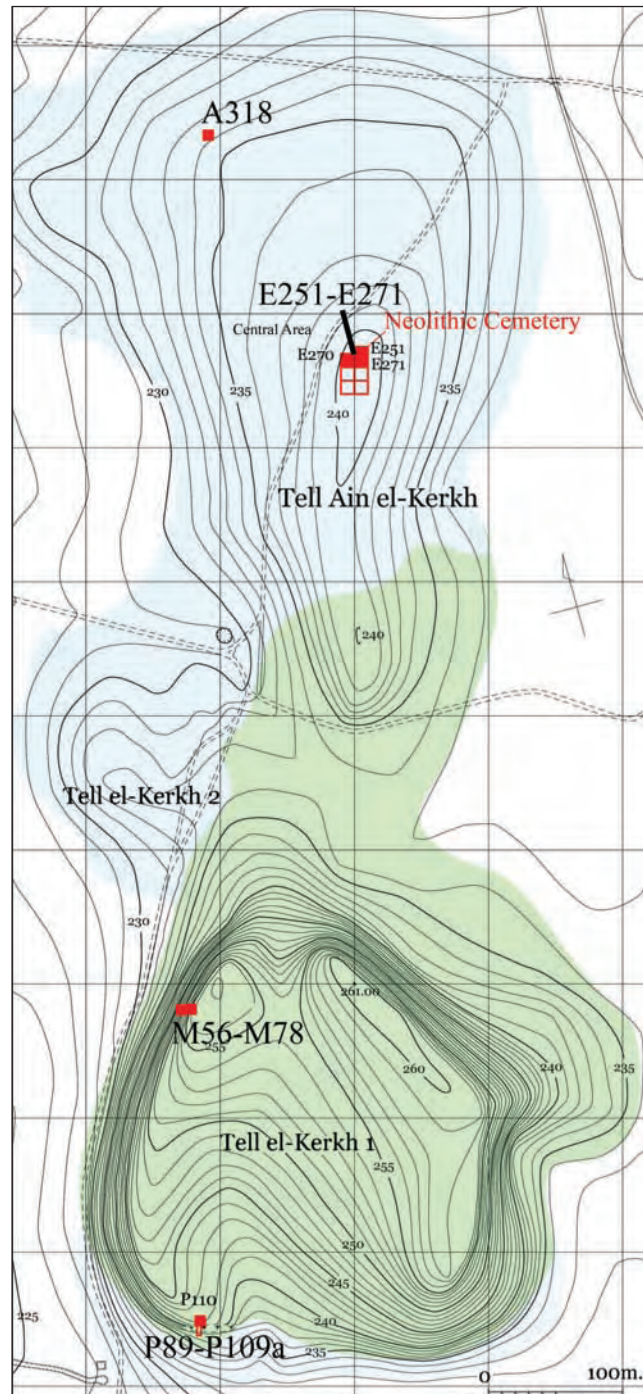 A318
E251-E271
Neolithic Cemetery
Central Area
E270
E251
E271
230
235
235
240
Tell Ain el-Kerkh
240
Tell el-Kerkh 2
230
261.00
M56-M78
255
260
240
235
Tell el-Kerkh 1
255
250
245
P110
240
225
P89-P109a
235
0
100m